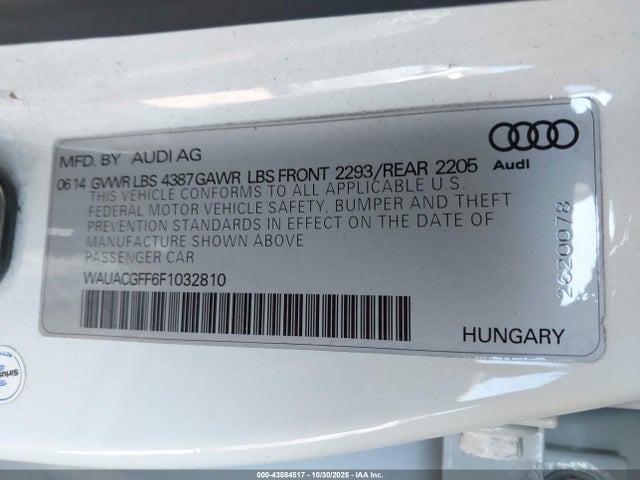 MFD. BY AUDI AG
Audi
0614 GVWR LBS 4387 GAWR LBS FRONT 2293/REAR 2205
THIS VEHICLE CONFORMS TO ALL APPLICABLE U.S.
FEDERAL MOTOR VEHICLE SAFETY, BUMPER AND THEFT
PREVENTION STANDARDS IN EFFECT ON THE DATE OF
MANUFACTURE SHOWN ABOVE
PASSENGER CAR
WAUACGFF6F1032810
HUNGARY
2620078
000-43584517 | 10/30/2025 - Copyright IAA, Inc.